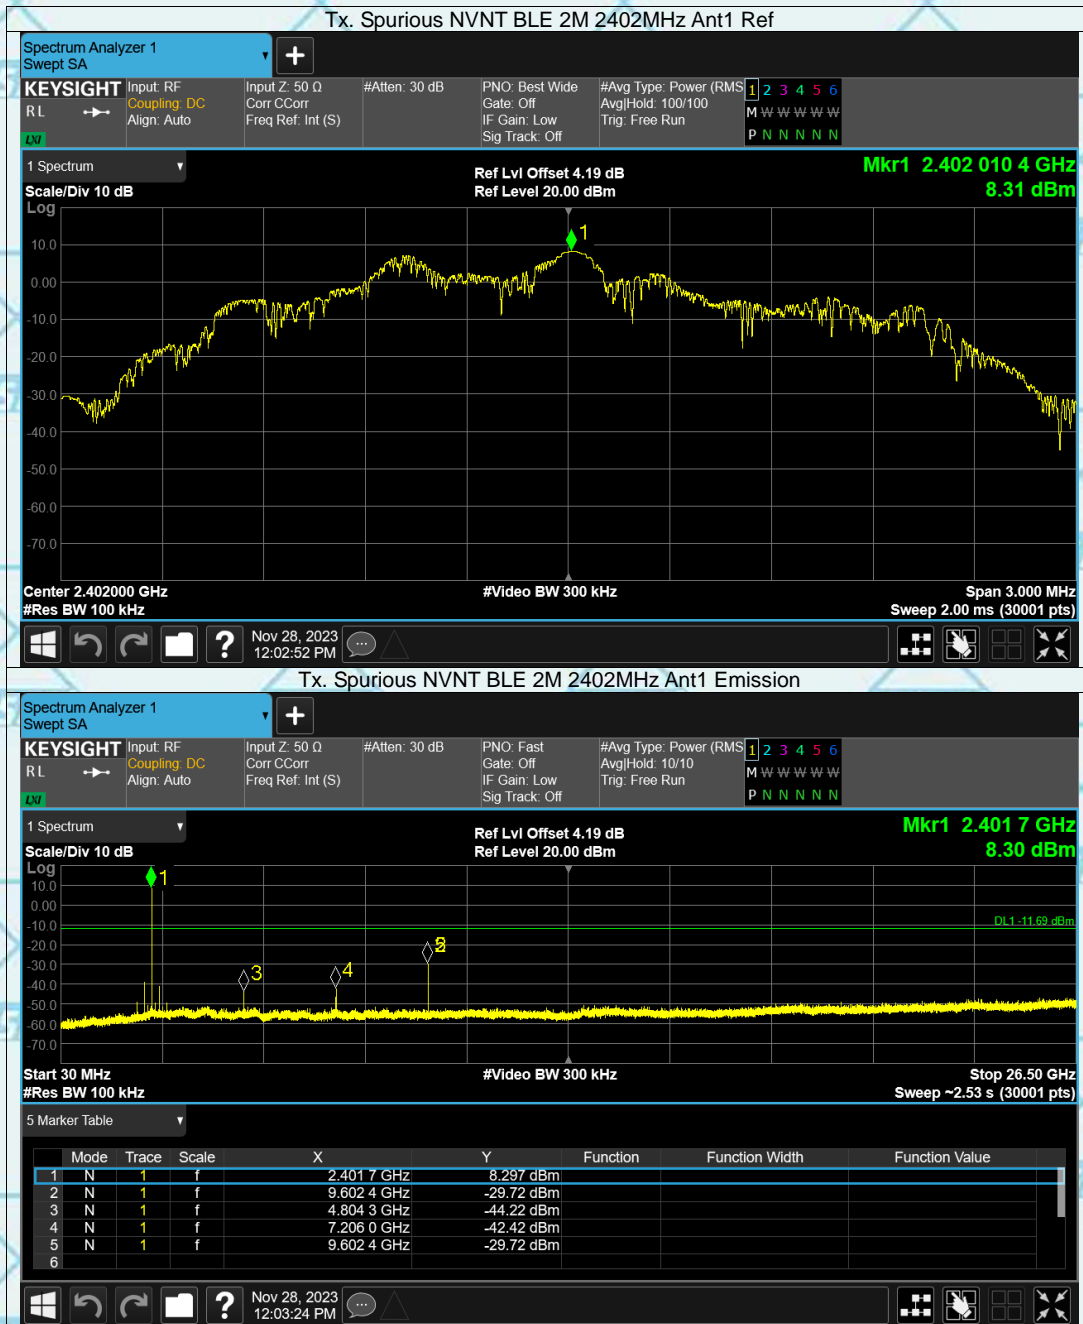 Tx. Spurious NVNT BLE 2M 2402MHz Ant1 Ref
Spectrum Analyzer 1
Swept SA
+
KEYSIGHT Input: RF Input Z: 50 Ω #Atten: 30 dB PNO: Best Wide #Avg Type: Power (RMS 1 2 3 4 5 6
RL Coupling: DC Corr CCorr Gate: Off Avg|Hold: 100/100 M W W W W W
Align: Auto Freq Ref: Int (S) IF Gain: Low Trig: Free Run
LXI Sig Track: Off P N N N N N
1 Spectrum
Ref Lvl Offset 4.19 dB Mkr1 2.402 010 4 GHz
Scale/Div 10 dB Ref Level 20.00 dBm 8.31 dBm
Log
1
10.0
0.00
-10.0
-20.0
-30.0
-40.0
-50.0
-60.0
-70.0
Center 2.402000 GHz #Video BW 300 kHz Span 3.000 MHz
#Res BW 100 kHz Sweep 2.00 ms (30001 pts)
? Nov 28, 2023
12:02:52 PM
Tx. Spurious NVNT BLE 2M 2402MHz Ant1 Emission
Spectrum Analyzer 1
Swept SA
+
KEYSIGHT Input: RF Input Z: 50 Ω #Atten: 30 dB PNO: Fast #Avg Type: Power (RMS 1 2 3 4 5 6
RL Coupling: DC Corr CCorr Gate: Off Avg|Hold: 10/10 M W W W W W
Align: Auto Freq Ref: Int (S) IF Gain: Low Trig: Free Run
LXI Sig Track: Off P N N N N N
1 Spectrum
Ref Lvl Offset 4.19 dB Mkr1 2.401 7 GHz
Scale/Div 10 dB Ref Level 20.00 dBm 8.30 dBm
Log
1
10.0
0.00
-10.0 DL1 -11.69 dBm
-20.0
-30.0 3 4
-40.0
-50.0
-60.0
-70.0
Start 30 MHz #Video BW 300 kHz Stop 26.50 GHz
#Res BW 100 kHz Sweep ~2.53 s (30001 pts)
5 Marker Table
Mode Trace Scale X Y Function Function Width Function Value
1 N 1 f 2.401 7 GHz 8.297 dBm
2 N 1 f 9.602 4 GHz -29.72 dBm
3 N 1 f 4.804 3 GHz -44.22 dBm
4 N 1 f 7.206 0 GHz -42.42 dBm
5 N 1 f 9.602 4 GHz -29.72 dBm
6
? Nov 28, 2023
12:03:24 PM